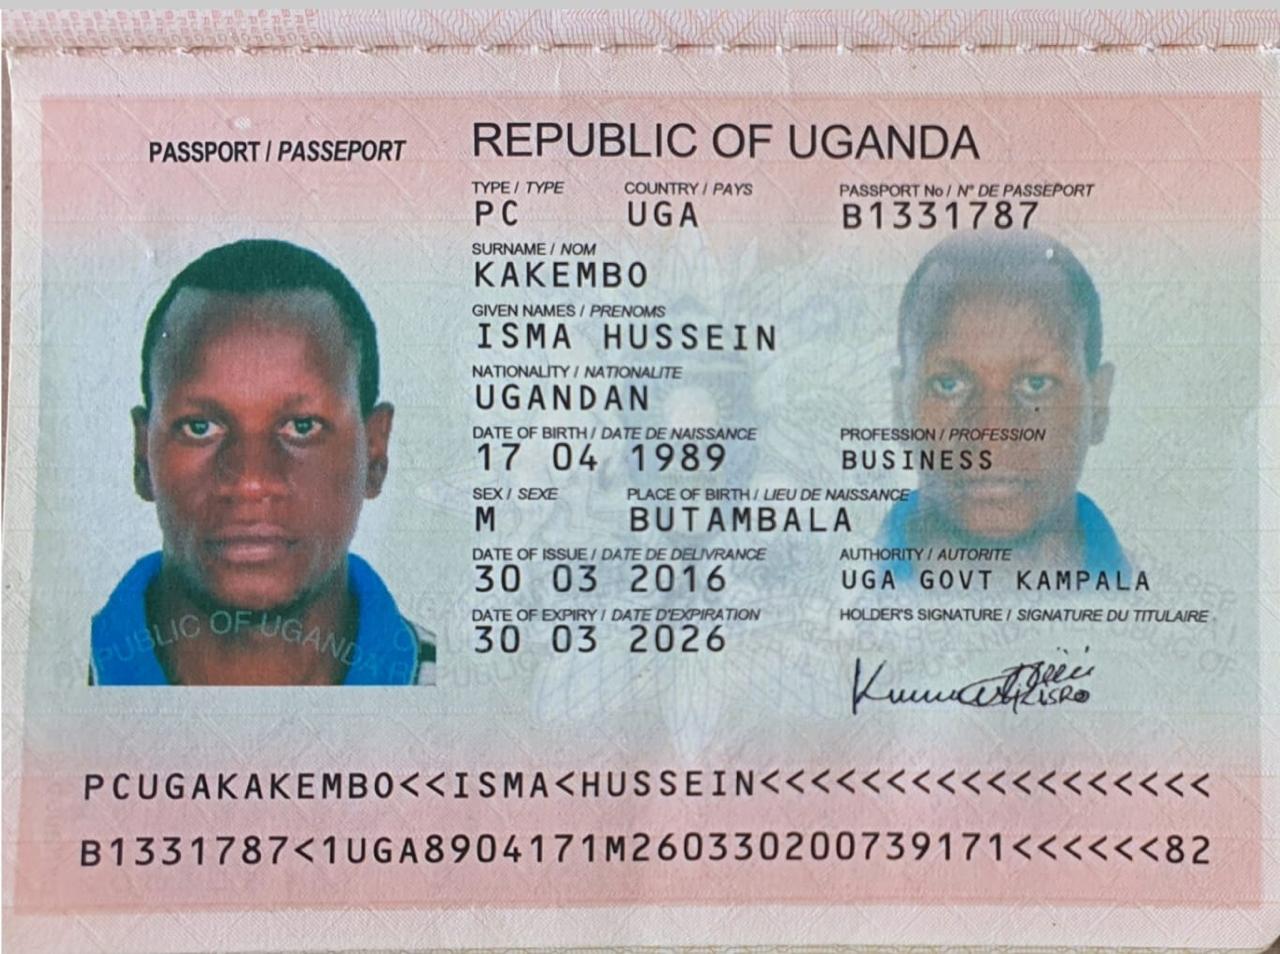 PASSPORT / PASSEPORT
REPUBLIC OF UGANDA
TYPE / TYPE COUNTRY / PAYS PASSPORT No / N° DE PASSEPORT
PC UGA B1331787
SURNAME / NOM
KAKEMBO
GIVEN NAMES / PRENOMS
ISMA HUSSEIN
NATIONALITY / NATIONALITE
UGANDAN
DATE OF BIRTH / DATE DE NAISSANCE PROFESSION / PROFESSION
17 04 1989 BUSINESS
SEX / SEXE PLACE OF BIRTH / LIEU DE NAISSANCE
M BUTAMBALA
DATE OF ISSUE / DATE DE DELIVRANCE AUTHORITY / AUTORITE
30 03 2016 UGA GOVT KAMPALA
DATE OF EXPIRY / DATE D'EXPIRATION HOLDER'S SIGNATURE / SIGNATURE DU TITULAIRE
30 03 2026
REPUBLIC OF UGANDA
PCUGAKAKEMBO<<ISMA<HUSSEIN<<<<<<<<<<<<<<<<<<
B1331787<1UGA8904171M260330200739171<<<<<<82